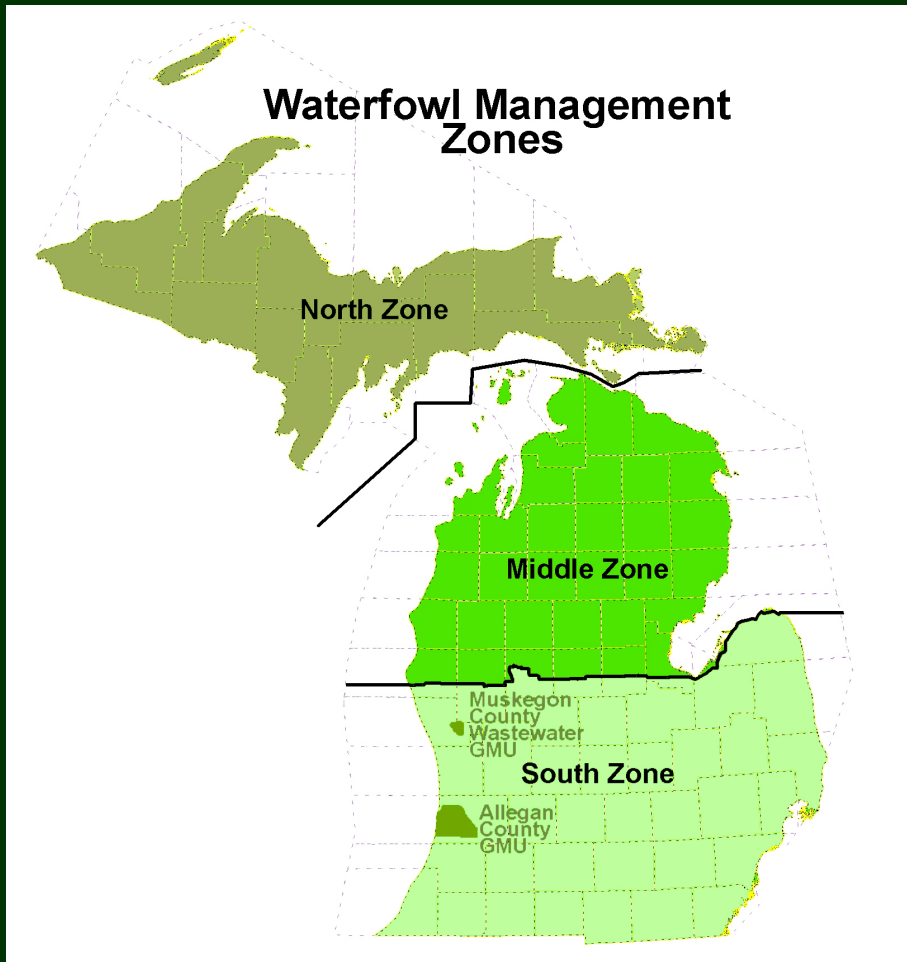 Waterfowl Management
Zones
North Zone
Middle Zone
Muskegon
County
Wastewater
GMU
South Zone
Allegan
County
GMU